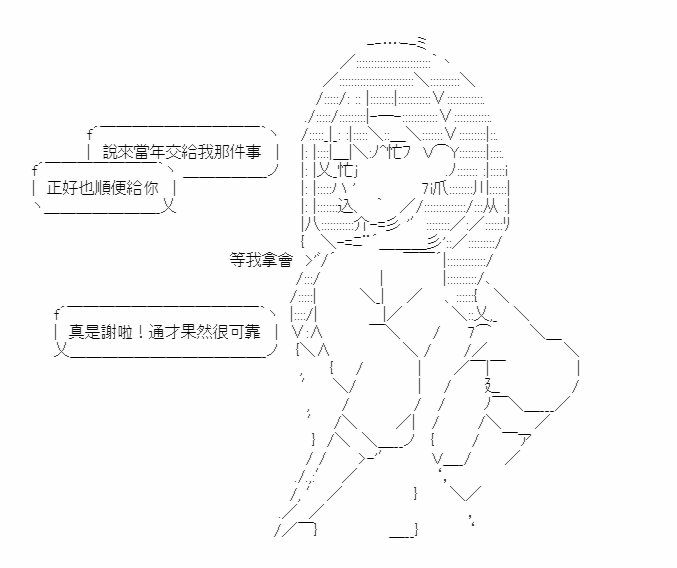 說來當年交給我那件事
正好也順便給你
等我拿會
真是謝啦！通才果然很可靠